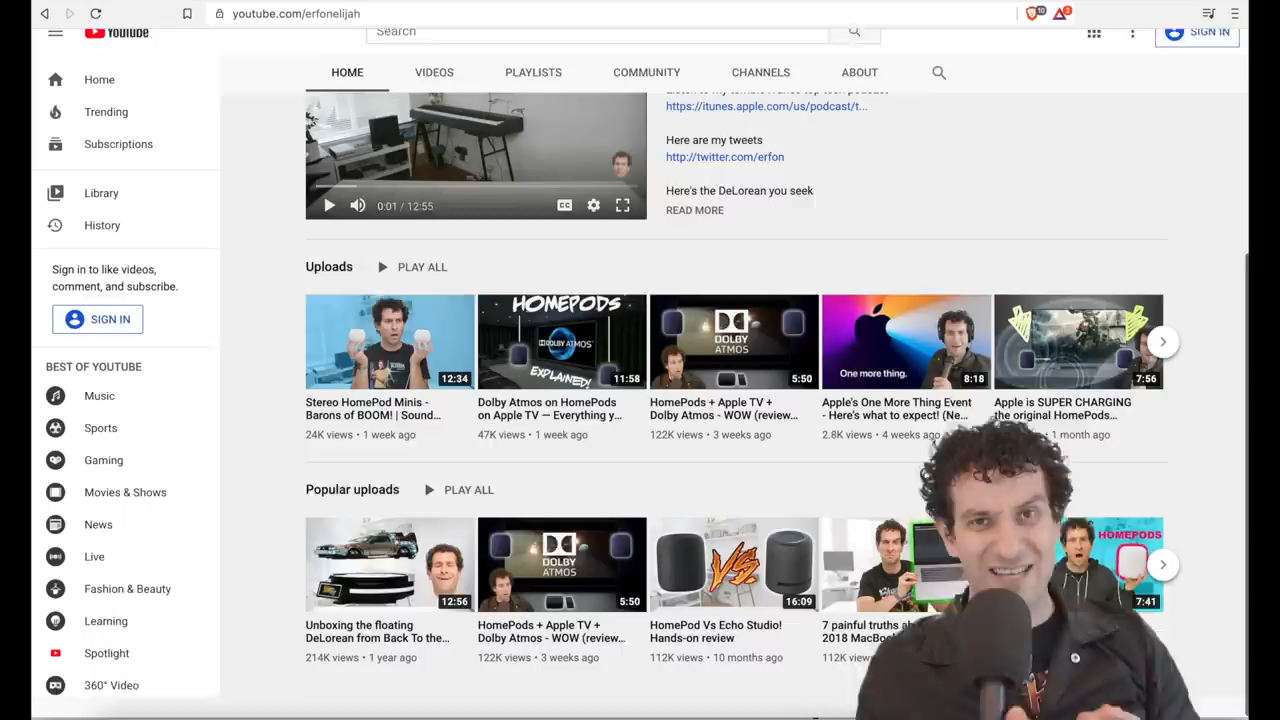 youtube.com/erfonelijah
10
2
YouTube
Search
SIGN IN
HOME
VIDEOS
PLAYLISTS
COMMUNITY
CHANNELS
ABOUT
Home
Trending
Subscriptions
Library
History
Sign in to like videos,
comment, and subscribe.
SIGN IN
BEST OF YOUTUBE
Music
Sports
Gaming
Movies & Shows
News
Live
Fashion & Beauty
Learning
Spotlight
360° Video
https://itunes.apple.com/us/podcast/t...
Here are my tweets
http://twitter.com/erfon
Here's the DeLorean you seek
READ MORE
0:01 / 12:55
CC
Uploads
PLAY ALL
12:34
HOMEPODS
DOLBY ATMOS
EXPLAINED!
11:58
DOLBY
ATMOS
5:50
One more thing.
8:18
7:56
Stereo HomePod Minis -
Barons of BOOM! | Sound...
24K views • 1 week ago
Dolby Atmos on HomePods
on Apple TV — Everything y...
47K views • 1 week ago
HomePods + Apple TV +
Dolby Atmos - WOW (review...
122K views • 3 weeks ago
Apple's One More Thing Event
- Here's what to expect! (Ne...
2.8K views • 4 weeks ago
Apple is SUPER CHARGING
the original HomePods...
• 1 month ago
Popular uploads
PLAY ALL
12:56
DOLBY
ATMOS
5:50
VS.
16:09
HOMEPODS
7:41
Unboxing the floating
DeLorean from Back To the...
214K views • 1 year ago
HomePods + Apple TV +
Dolby Atmos - WOW (review...
122K views • 3 weeks ago
HomePod Vs Echo Studio!
Hands-on review
112K views • 10 months ago
7 painful truths
2018 MacBo
112K